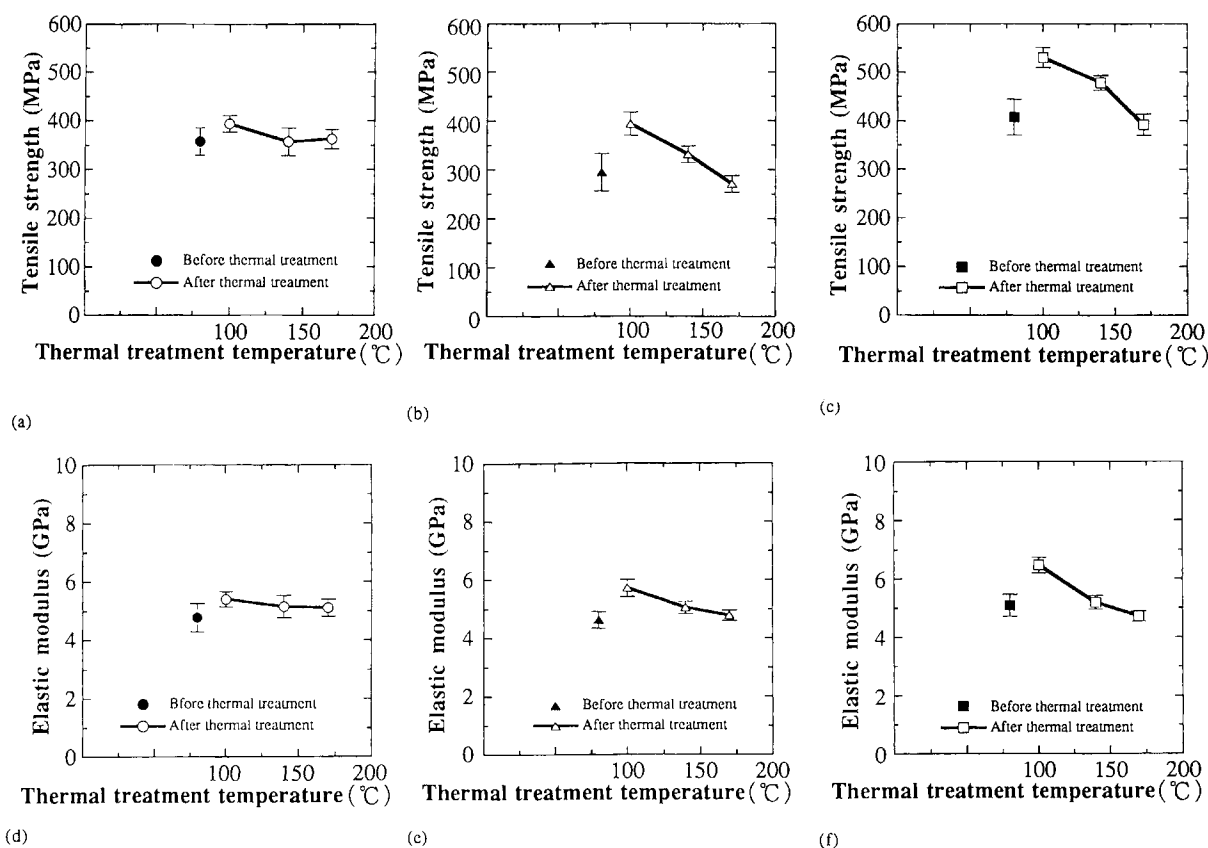 600
500
400
300
200
100
0
Tensile strength (MPa)
Before thermal treatment
After thermal treatment
100
150
200
Thermal treatment temperature(℃)
(a)
600
500
400
300
200
100
0
Tensile strength (MPa)
Before thermal treatment
After thermal treatment
100
150
200
Thermal treatment temperature(℃)
(b)
600
500
400
300
200
100
0
Tensile strength (MPa)
Before thermal treatment
After thermal treatment
100
150
200
Thermal treatment temperature(℃)
(c)
10
8
6
4
2
0
Elastic modulus (GPa)
Bfore thermal treatment
After thermal treatment
100
150
200
Thermal treatment temperature(℃)
(d)
10
8
6
4
2
0
Elastic modulus (GPa)
Before thermal treatment
After thermal treatment
100
150
200
Thermal treatment temperature(℃)
(e)
10
8
6
4
2
0
Elastic modulus (GPa)
Before thermal treatment
After thermal treatment
100
150
200
Thermal treatment temperature(℃)
(f)